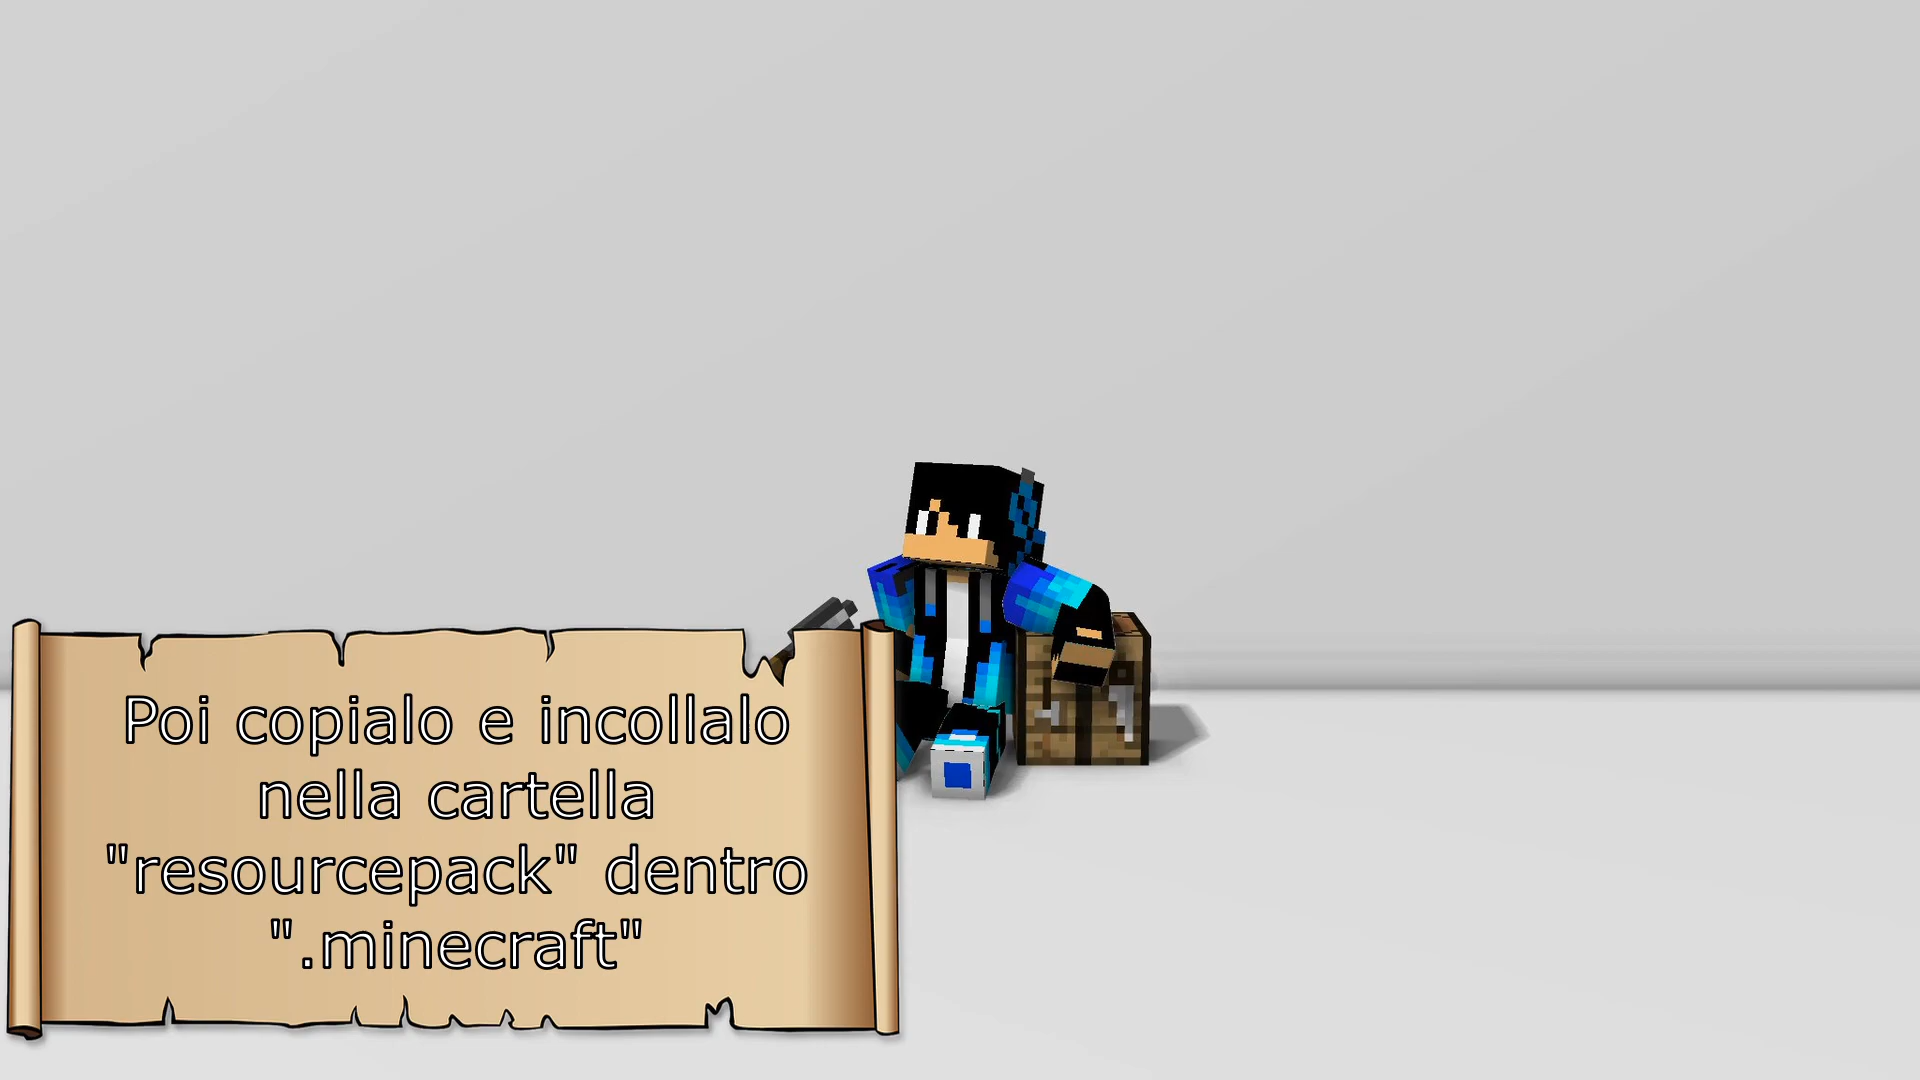 Poi copialo e incollalo
nella cartella
"resourcepack" dentro
".minecraft"